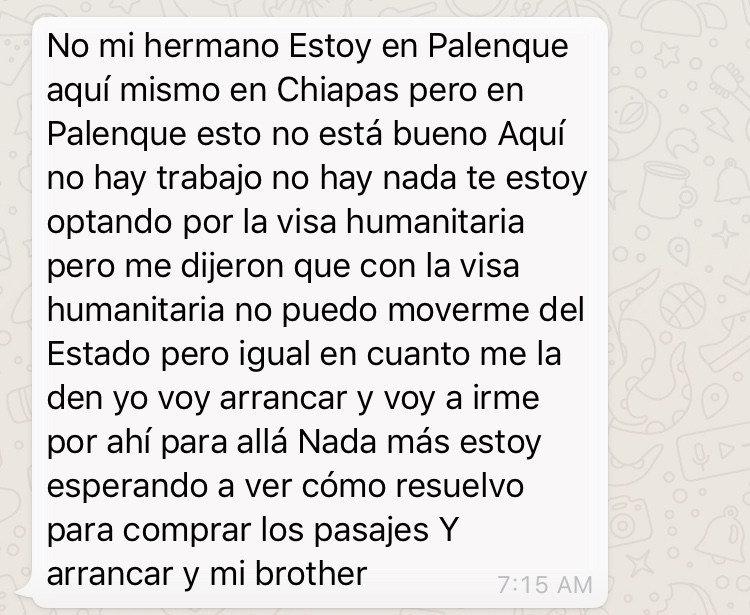 No mi hermano Estoy en Palenque
aquí mismo en Chiapas pero en
Palenque esto no está bueno Aquí
no hay trabajo no hay nada te estoy
optando por la visa humanitaria
pero me dijeron que con la visa
humanitaria no puedo moverme del
Estado pero igual en cuanto me la
den yo voy arrancar y voy a irme
por ahí para allá Nada más estoy
esperando a ver cómo resuelvo
para comprar los pasajes Y
arrancar y mi brother
7:15 AM